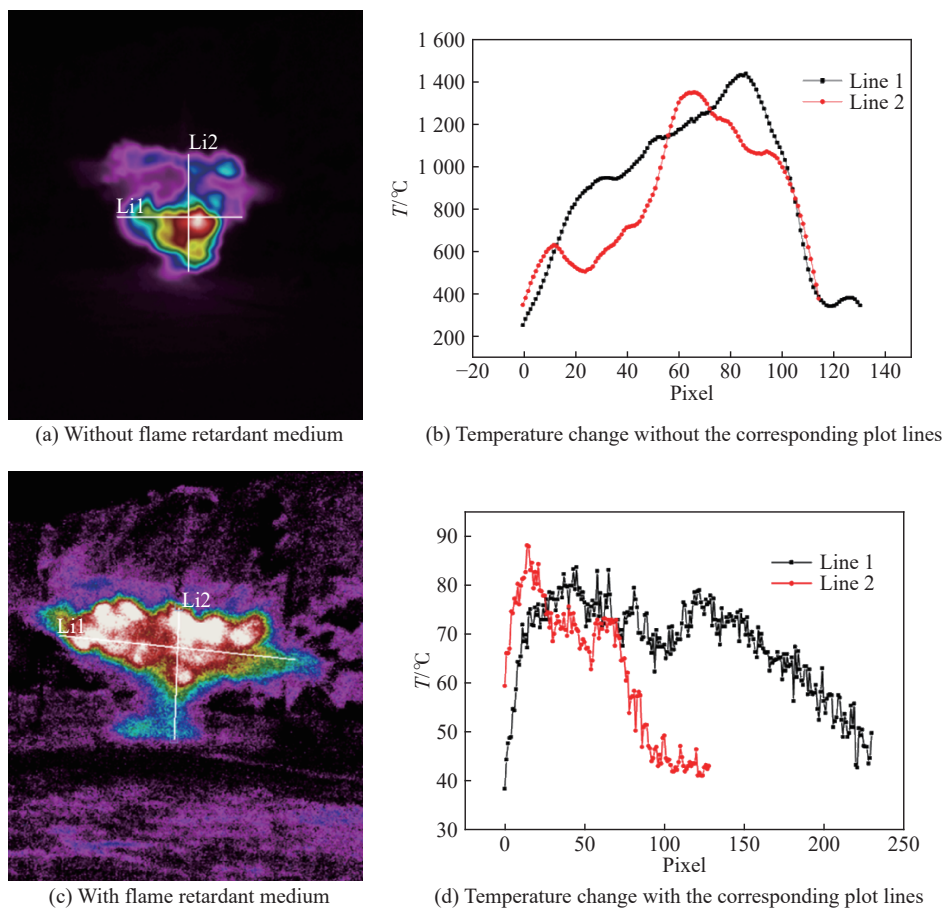 Li2
Li1
(a) Without flame retardant medium
1 600
1 400
1 200
1 000
800
600
400
200
T/°C
−20 0 20 40 60 80 100 120 140
Pixel
Line 1
Line 2
(b) Temperature change without the corresponding plot lines
Li2
Li1
(c) With flame retardant medium
90
80
70
60
50
40
30
T/°C
0 50 100 150 200 250
Pixel
Line 1
Line 2
(d) Temperature change with the corresponding plot lines